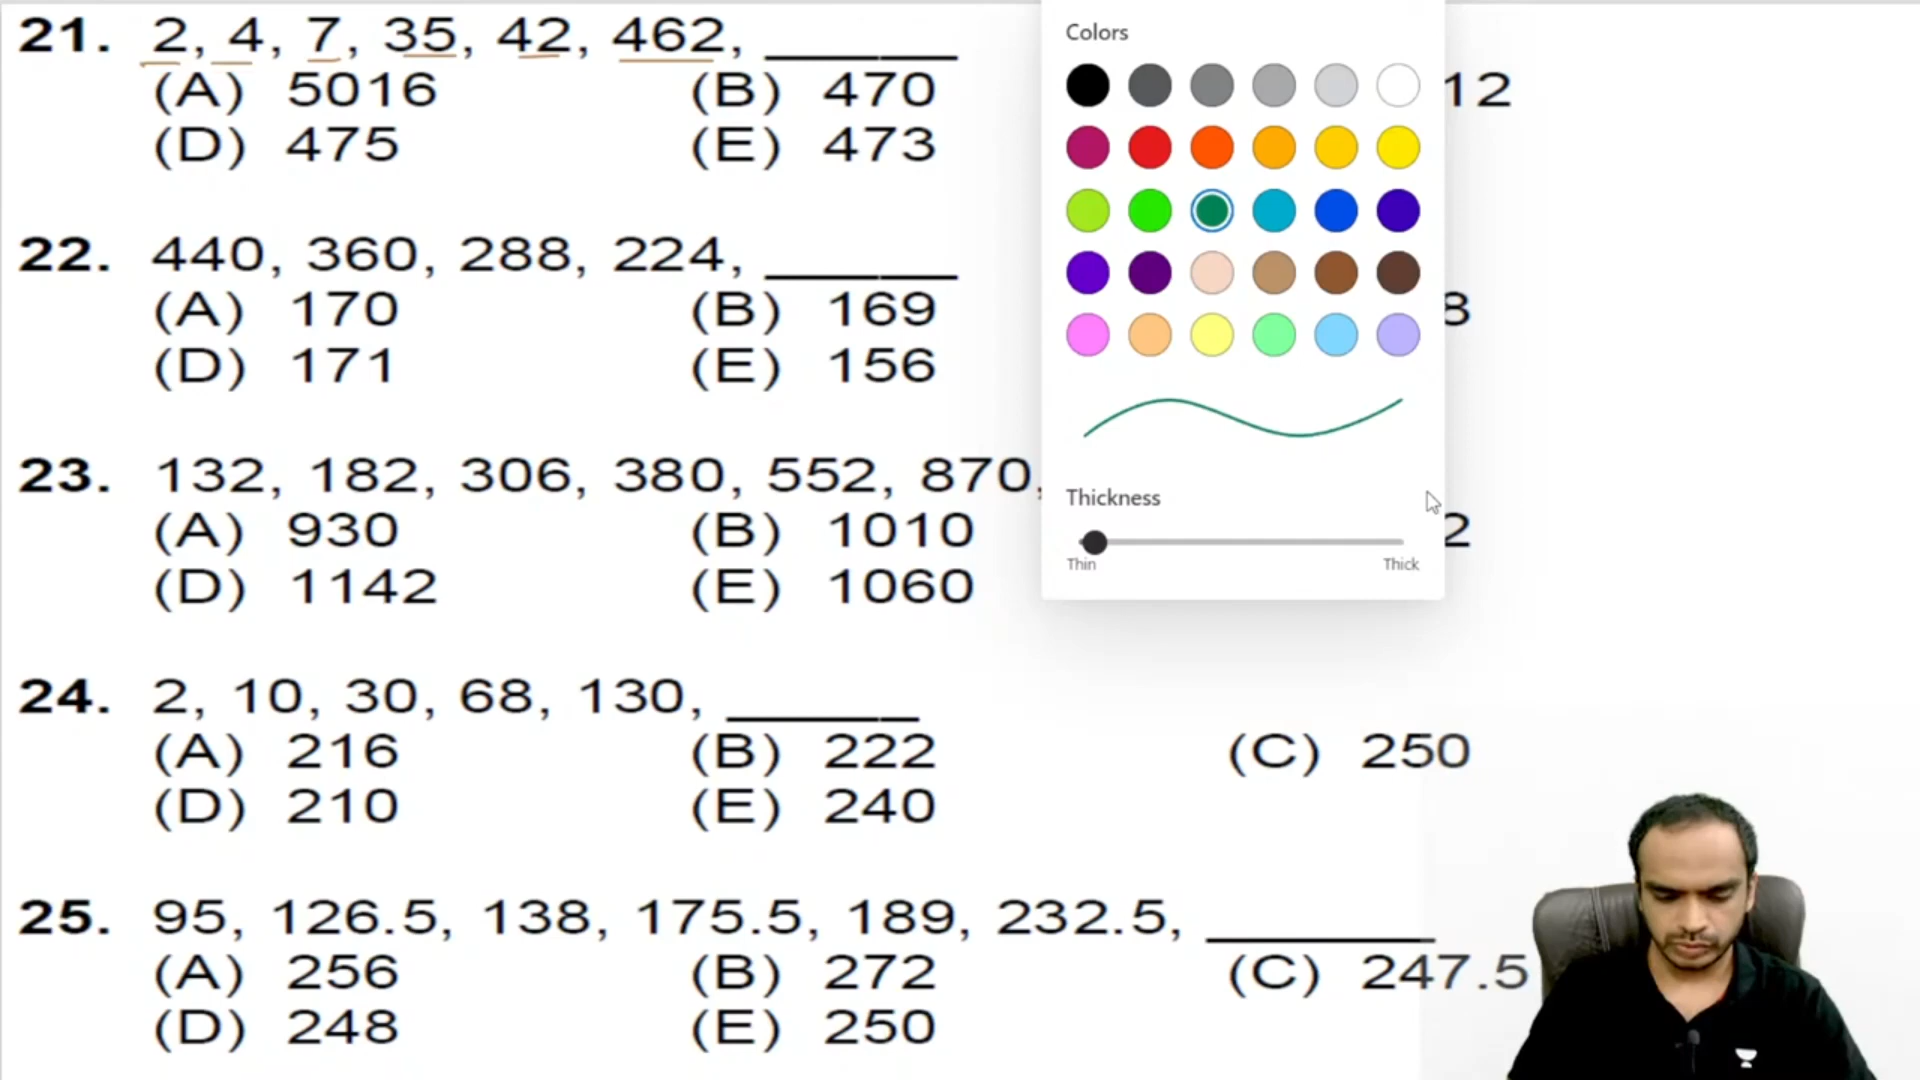 21. 2, 4, 7, 35, 42, 462, ______
(A) 5016 (B) 470 12
(D) 475 (E) 473
22. 440, 360, 288, 224, ______
(A) 170 (B) 169 8
(D) 171 (E) 156
23. 132, 182, 306, 380, 552, 870,
(A) 930 (B) 1010 2
(D) 1142 (E) 1060
24. 2, 10, 30, 68, 130, ______
(A) 216 (B) 222 (C) 250
(D) 210 (E) 240
25. 95, 126.5, 138, 175.5, 189, 232.5, ______
(A) 256 (B) 272 (C) 247.5
(D) 248 (E) 250
Colors
Thickness
Thin Thick